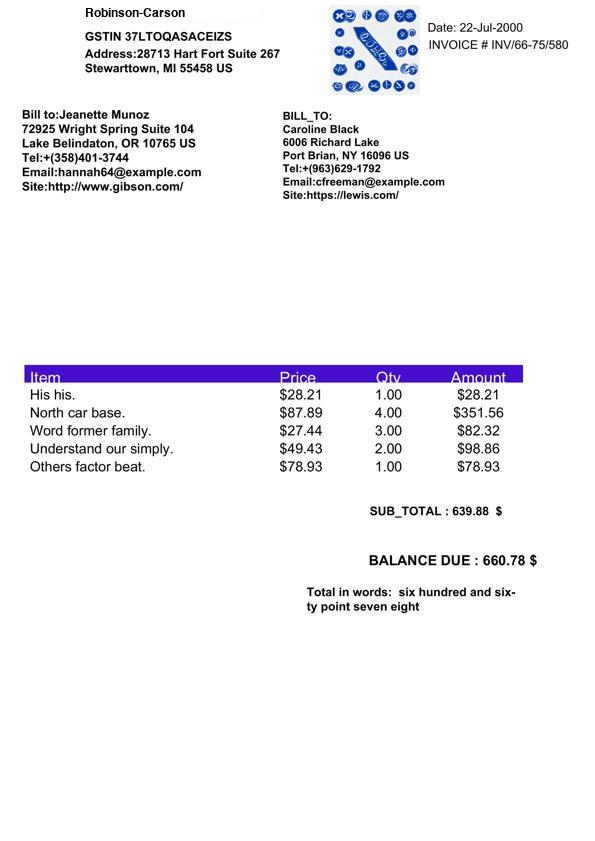 Robinson-Carson
GSTIN 37LTOQASACEIZS
Address:28713 Hart Fort Suite 267
Stewarttown, MI 55458 US
Date: 22-Jul-2000
INVOICE # INV/66-75/580
Bill to:Jeanette Munoz
72925 Wright Spring Suite 104
Lake Belindaton, OR 10765 US
Tel:+(358)401-3744
Email:hannah64@example.com
Site:http://www.gibson.com/
BILL_TO:
Caroline Black
6006 Richard Lake
Port Brian, NY 16096 US
Tel:+(963)629-1792
Email:cfreeman@example.com
Site:https://lewis.com/
Item Price Qty Amount
His his. $28.21 1.00 $28.21
North car base. $87.89 4.00 $351.56
Word former family. $27.44 3.00 $82.32
Understand our simply. $49.43 2.00 $98.86
Others factor beat. $78.93 1.00 $78.93
SUB_TOTAL : 639.88 $
BALANCE DUE : 660.78 $
Total in words: six hundred and six-
ty point seven eight